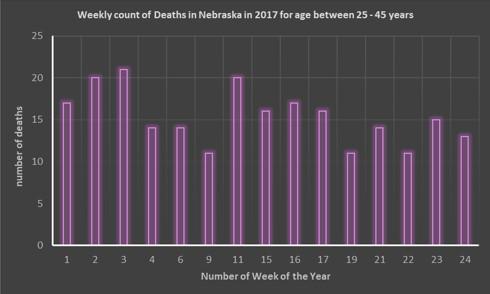 Weekly count of Deaths in Nebraska in 2017 for age between 25 - 45 years
number of deaths
25
20
15
10
5
0
1 2 3 4 6 9 11 15 16 17 19 21 22 23 24
Number of Week of the Year